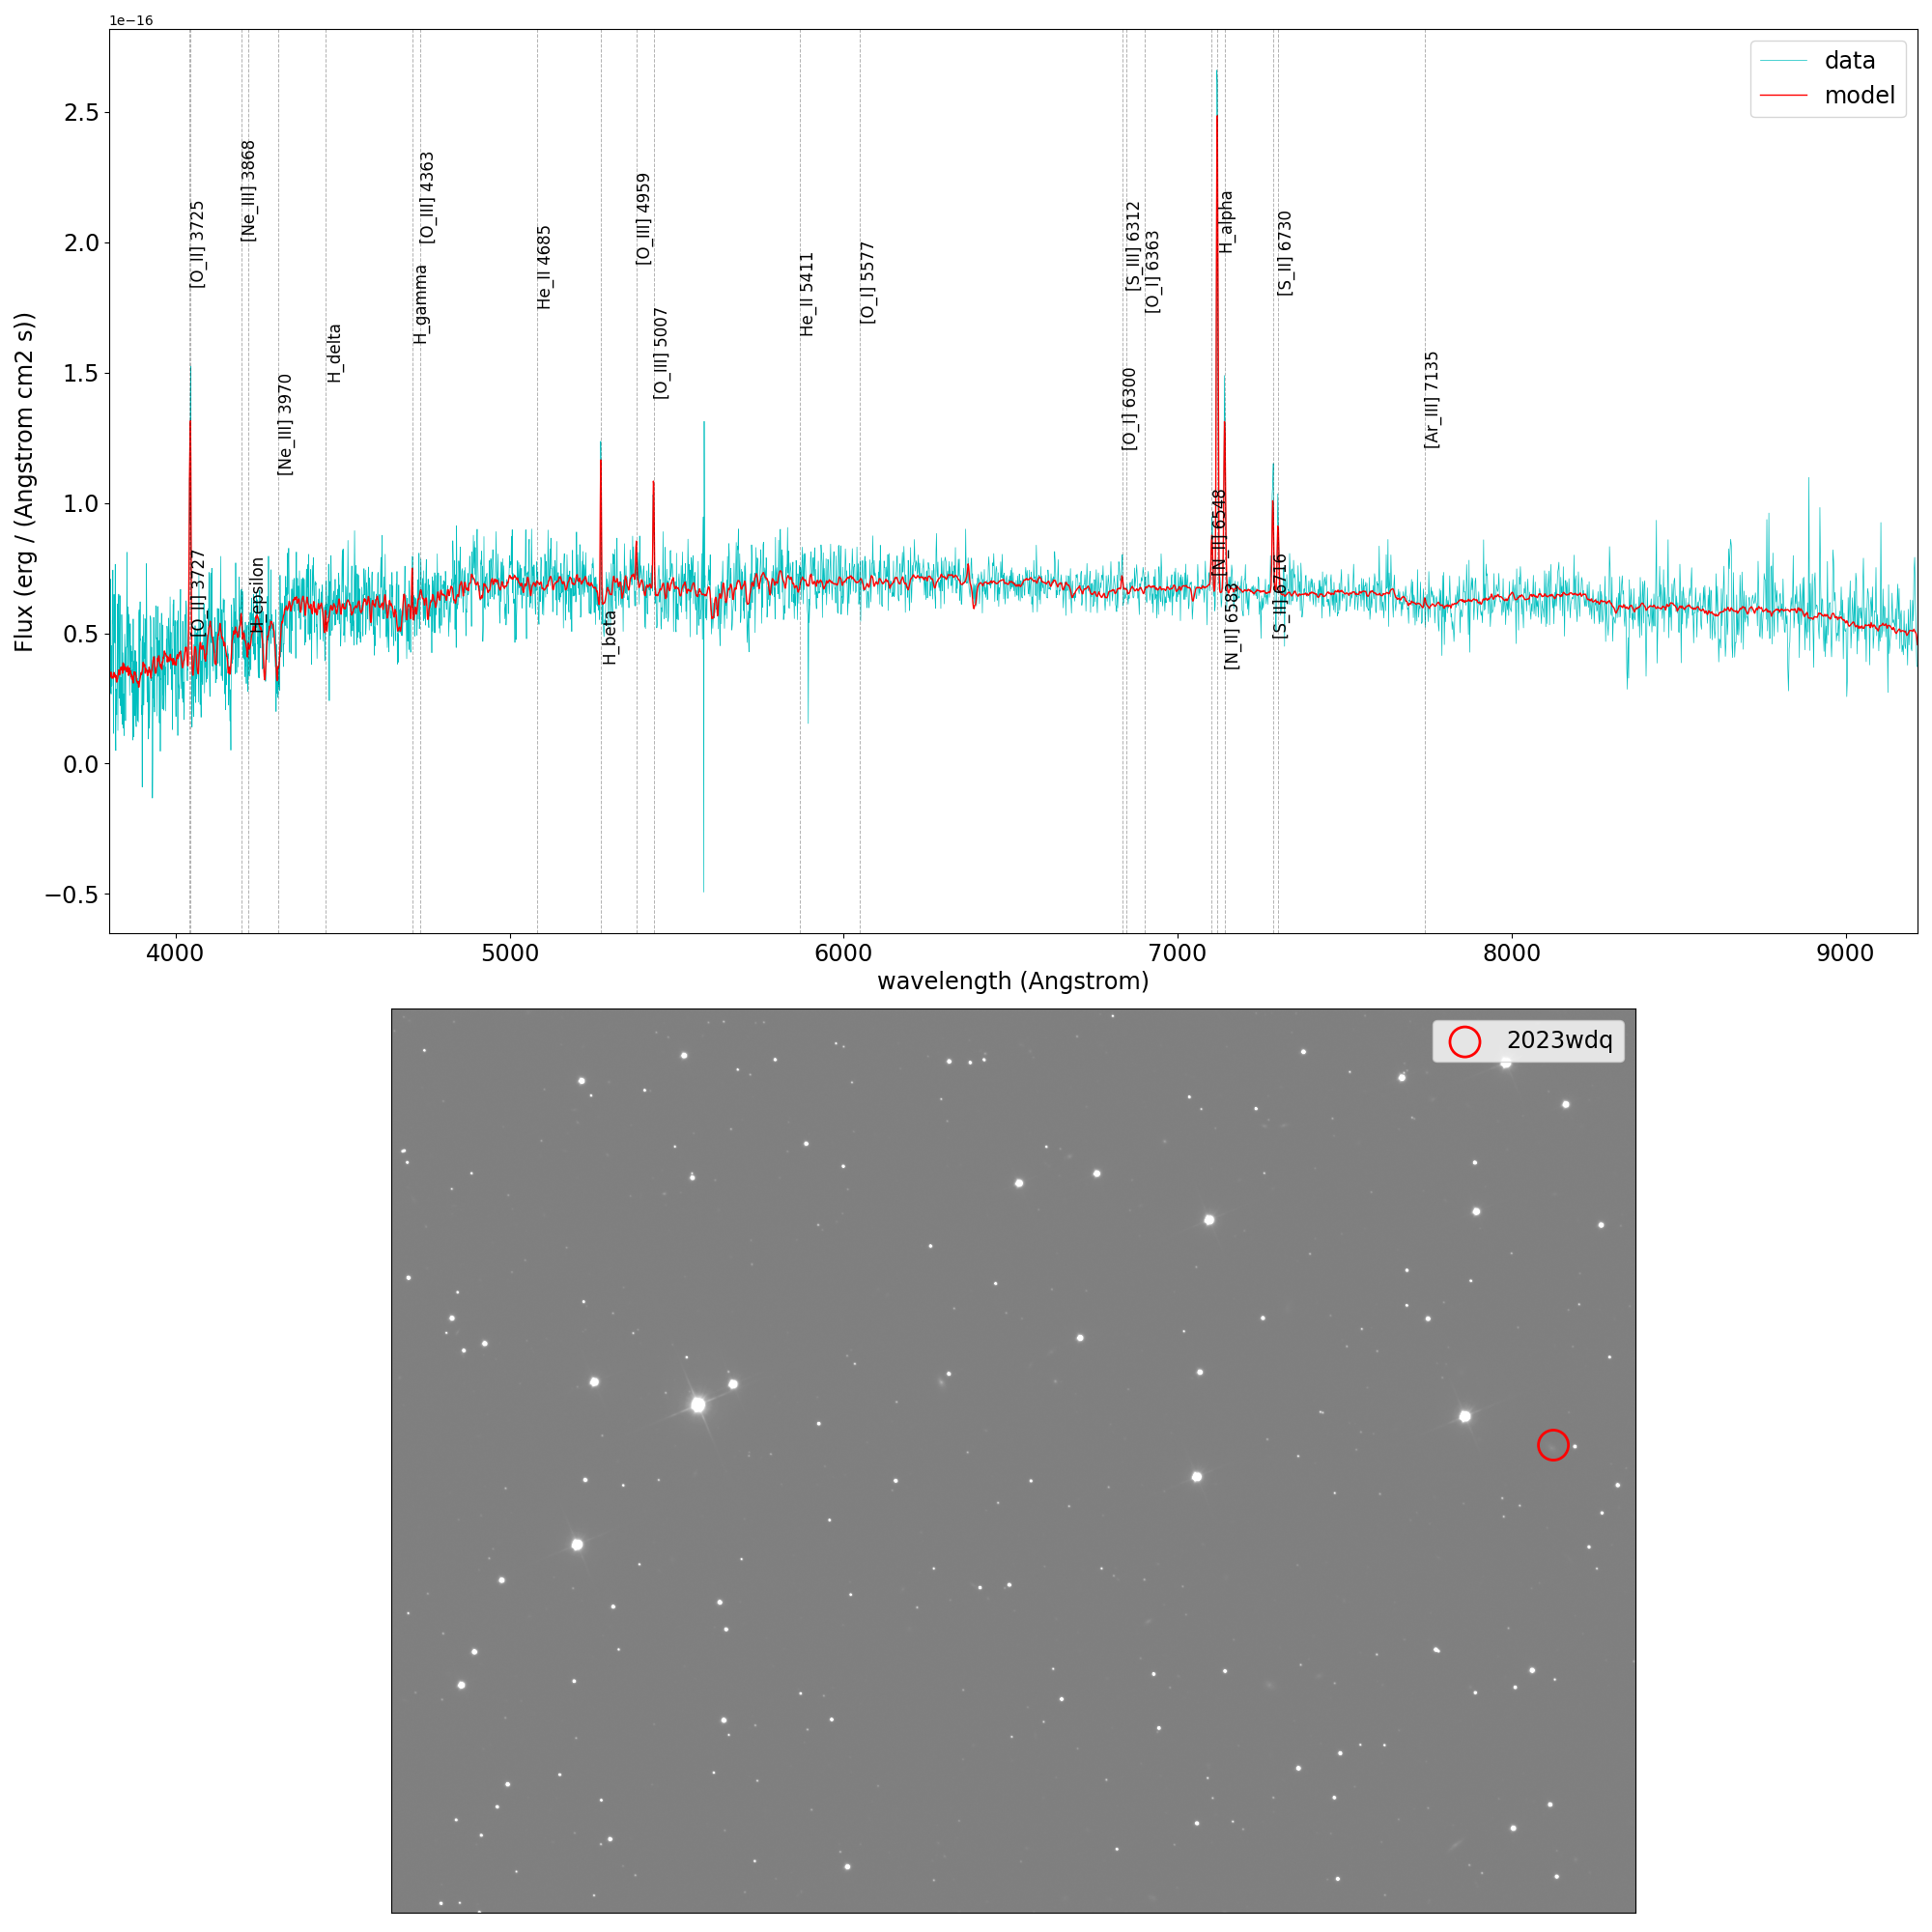 1e−16
data
model
2.5
2.0
1.5
1.0
0.5
0.0
−0.5
Flux (erg / (Angstrom cm2 s))
[O_II] 3725
[O_II] 3727
[Ne_III] 3868
H_epsilon
[Ne_III] 3970
H_delta
H_gamma
[O_III] 4363
He_II 4685
H_beta
[O_III] 4959
[O_III] 5007
He_II 5411
[O_I] 5577
[O_I] 6300
[S_III] 6312
[O_I] 6363
[N_II] 6548
H_alpha
[N_II] 6583
[S_II] 6716
[S_II] 6730
[Ar_III] 7135
4000 5000 6000 7000 8000 9000
wavelength (Angstrom)
2023wdq